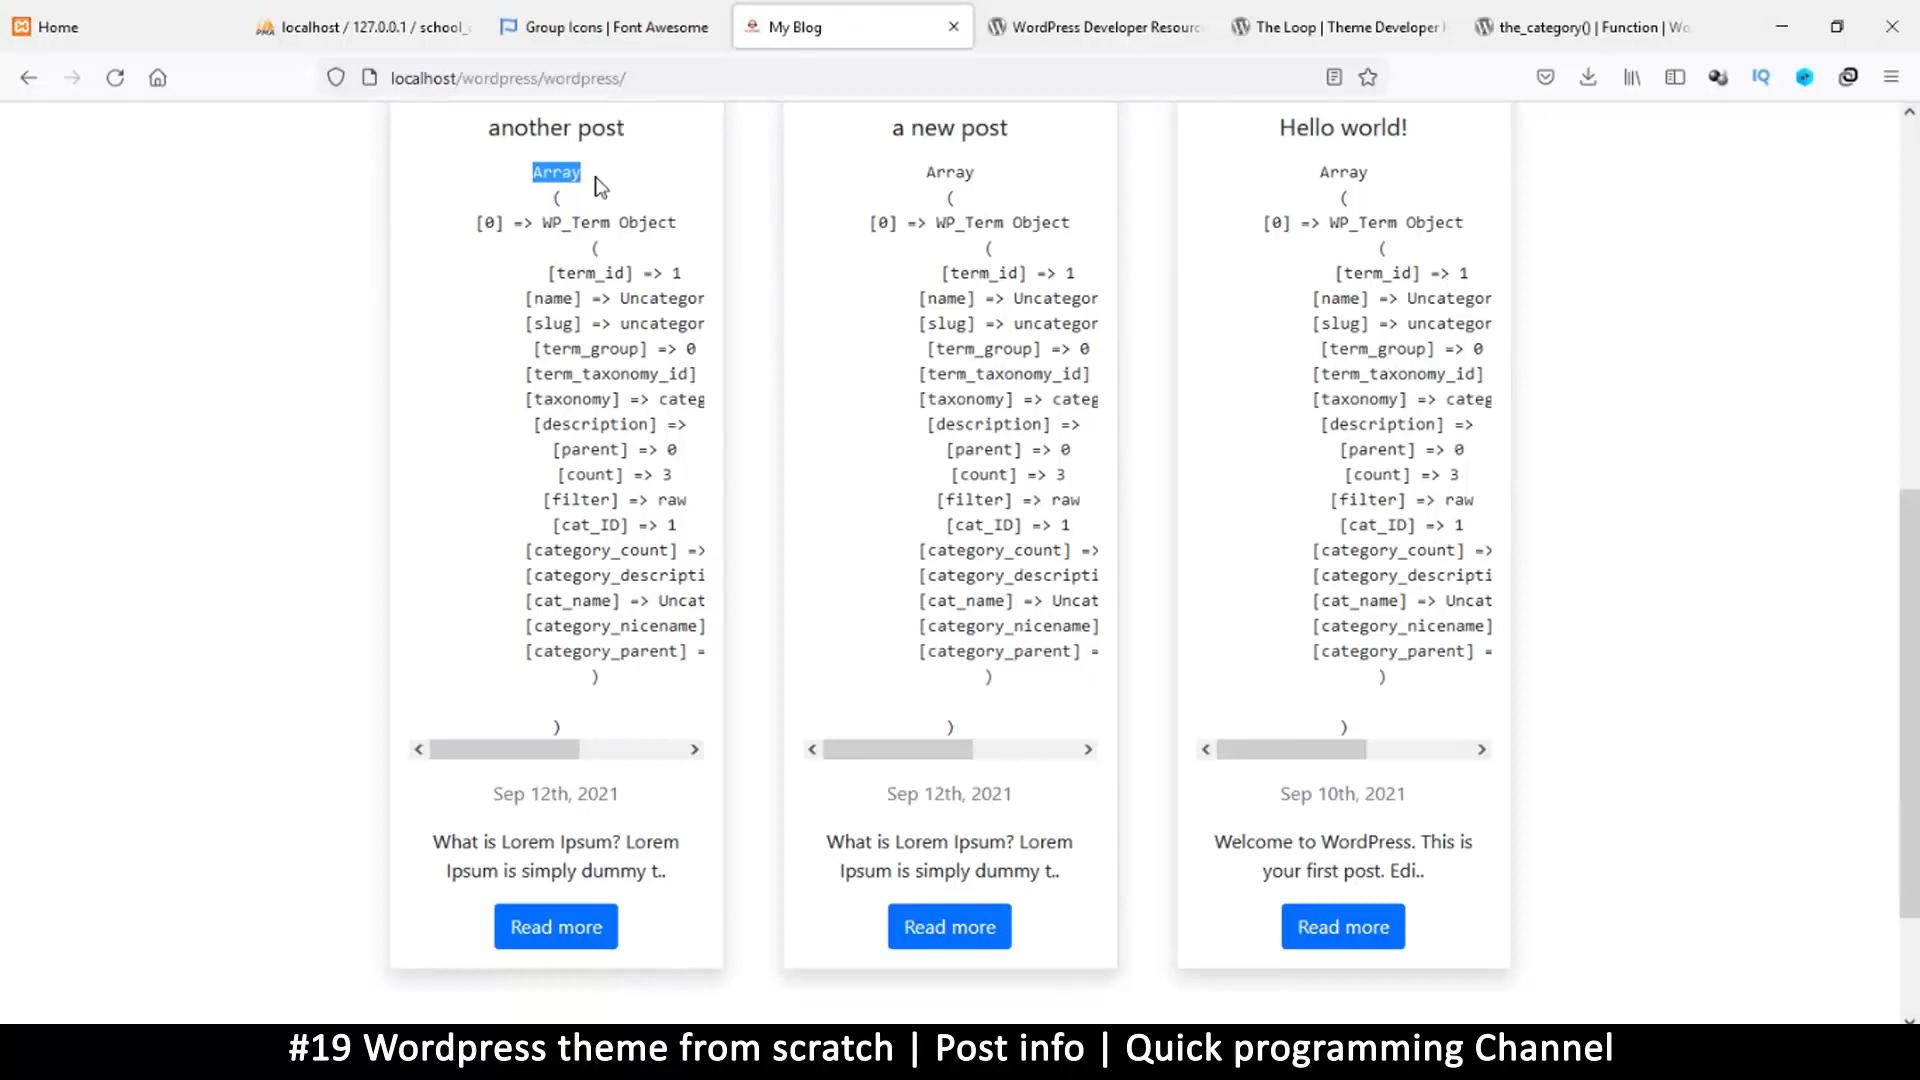 Home
localhost / 127.0.0.1 / school_
Group Icons | Font Awesome
My Blog
WordPress Developer Resourc
The Loop | Theme Developer
the_category() | Function | Wo
localhost/wordpress/wordpress/
IQ
another post
Array
(
[0] => WP_Term Object
(
[term_id] => 1
[name] => Uncategor
[slug] => uncategor
[term_group] => 0
[term_taxonomy_id]
[taxonomy] => categ
[description] =>
[parent] => 0
[count] => 3
[filter] => raw
[cat_ID] => 1
[category_count] =>
[category_descripti
[cat_name] => Uncat
[category_nicename]
[category_parent] =
)
)
Sep 12th, 2021
What is Lorem Ipsum? Lorem
Ipsum is simply dummy t..
Read more
a new post
Array
(
[0] => WP_Term Object
(
[term_id] => 1
[name] => Uncategor
[slug] => uncategor
[term_group] => 0
[term_taxonomy_id]
[taxonomy] => categ
[description] =>
[parent] => 0
[count] => 3
[filter] => raw
[cat_ID] => 1
[category_count] =>
[category_descripti
[cat_name] => Uncat
[category_nicename]
[category_parent] =
)
)
Sep 12th, 2021
What is Lorem Ipsum? Lorem
Ipsum is simply dummy t..
Read more
Hello world!
Array
(
[0] => WP_Term Object
(
[term_id] => 1
[name] => Uncategor
[slug] => uncategor
[term_group] => 0
[term_taxonomy_id]
[taxonomy] => categ
[description] =>
[parent] => 0
[count] => 3
[filter] => raw
[cat_ID] => 1
[category_count] =>
[category_descripti
[cat_name] => Uncat
[category_nicename]
[category_parent] =
)
)
Sep 10th, 2021
Welcome to WordPress. This is
your first post. Edi..
Read more
#19 Wordpress theme from scratch | Post info | Quick programming Channel